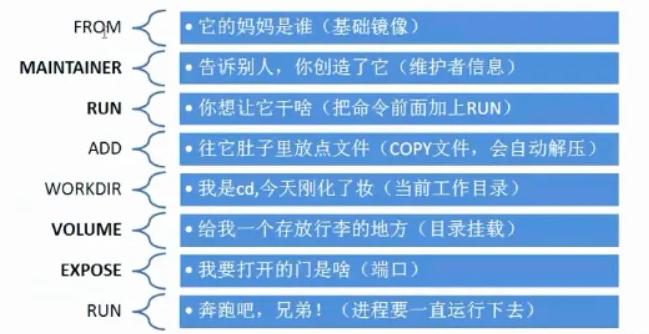 FROM
• 它的妈妈是谁（基础镜像）
MAINTAINER
• 告诉别人，你创造了它（维护者信息）
RUN
• 你想让它干啥（把命令前面加上RUN）
ADD
• 往它肚子里放点文件（COPY文件，会自动解压）
WORKDIR
• 我是cd,今天刚化了妆（当前工作目录）
VOLUME
• 给我一个存放行李的地方（目录挂载）
EXPOSE
• 我要打开的门是啥（端口）
RUN
• 奔跑吧，兄弟！（进程要一直运行下去）